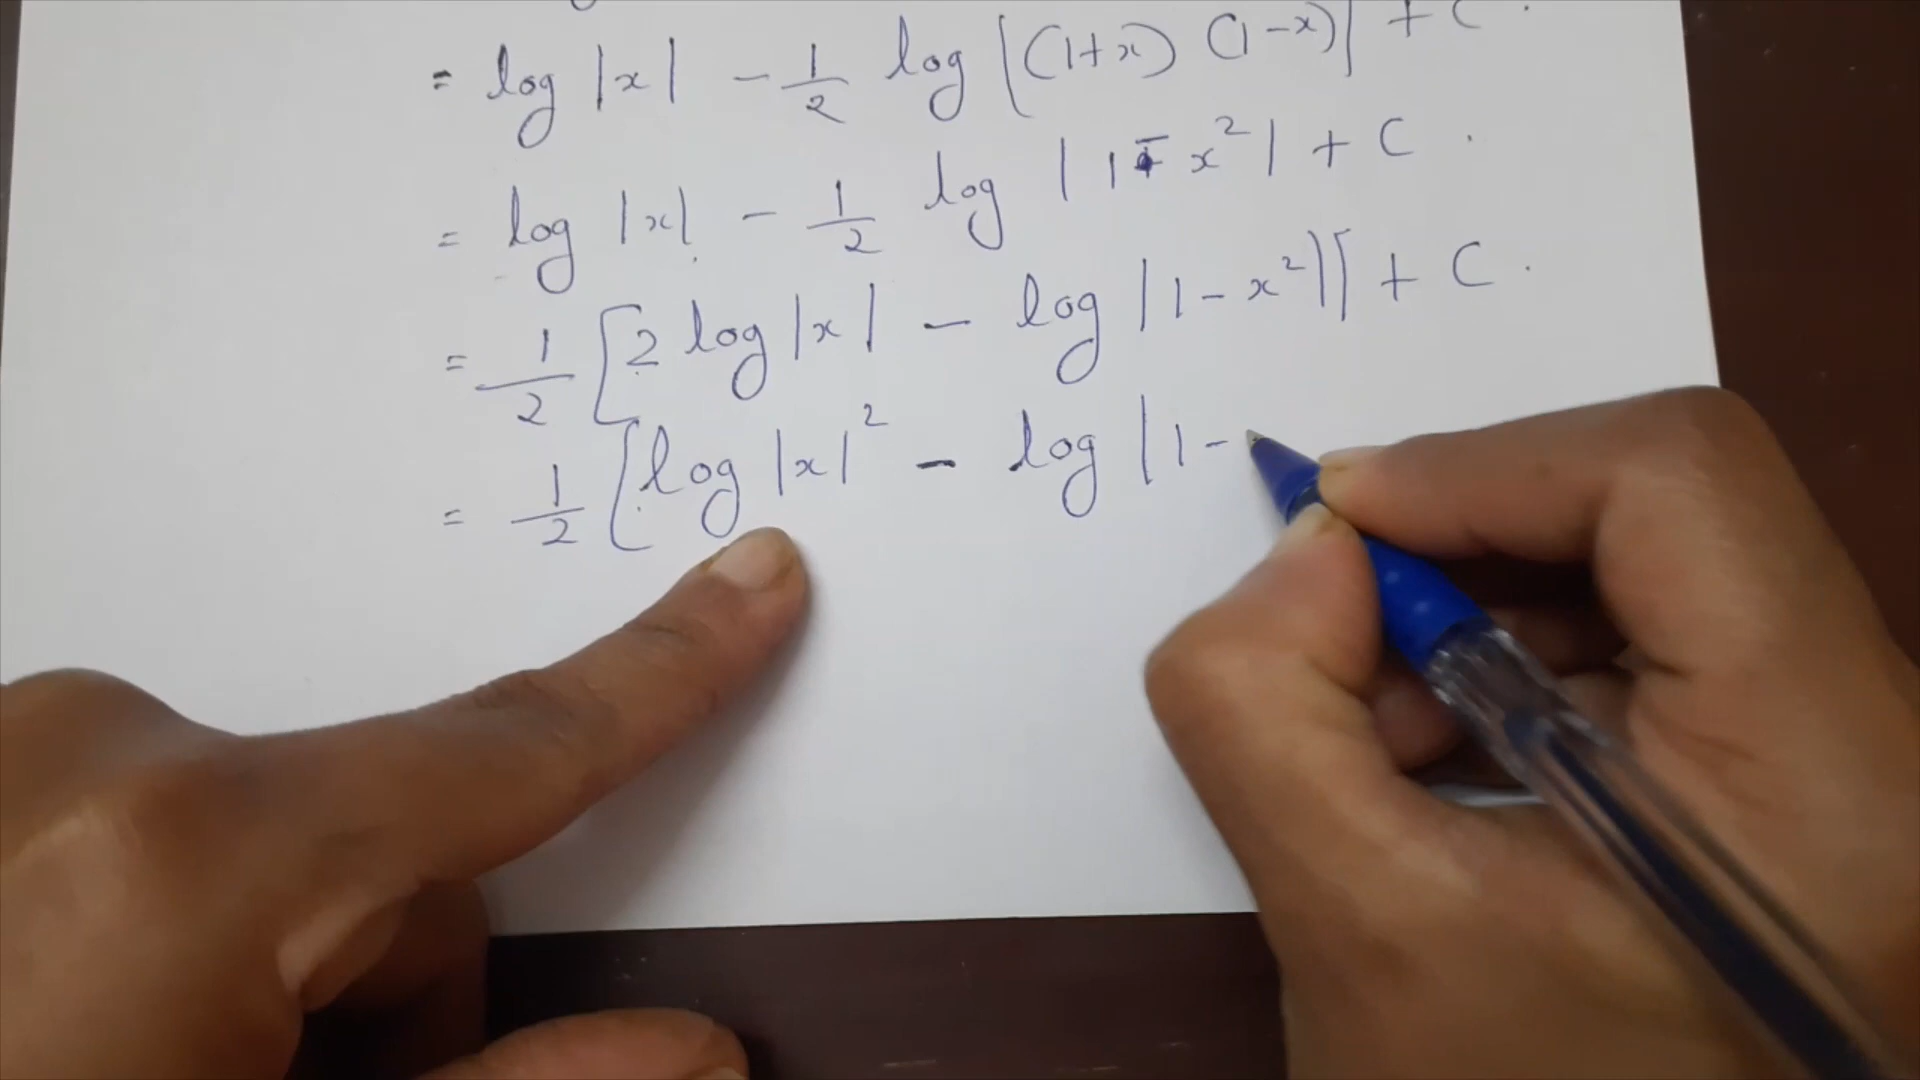 = log |x| - 1/2 log |(1+x) (1-x)| + C .
= log |x| - 1/2 log |1 - x²| + C .
= 1/2 [2 log |x| - log |1 - x²|] + C .
= 1/2 [log |x|² - log |1 -